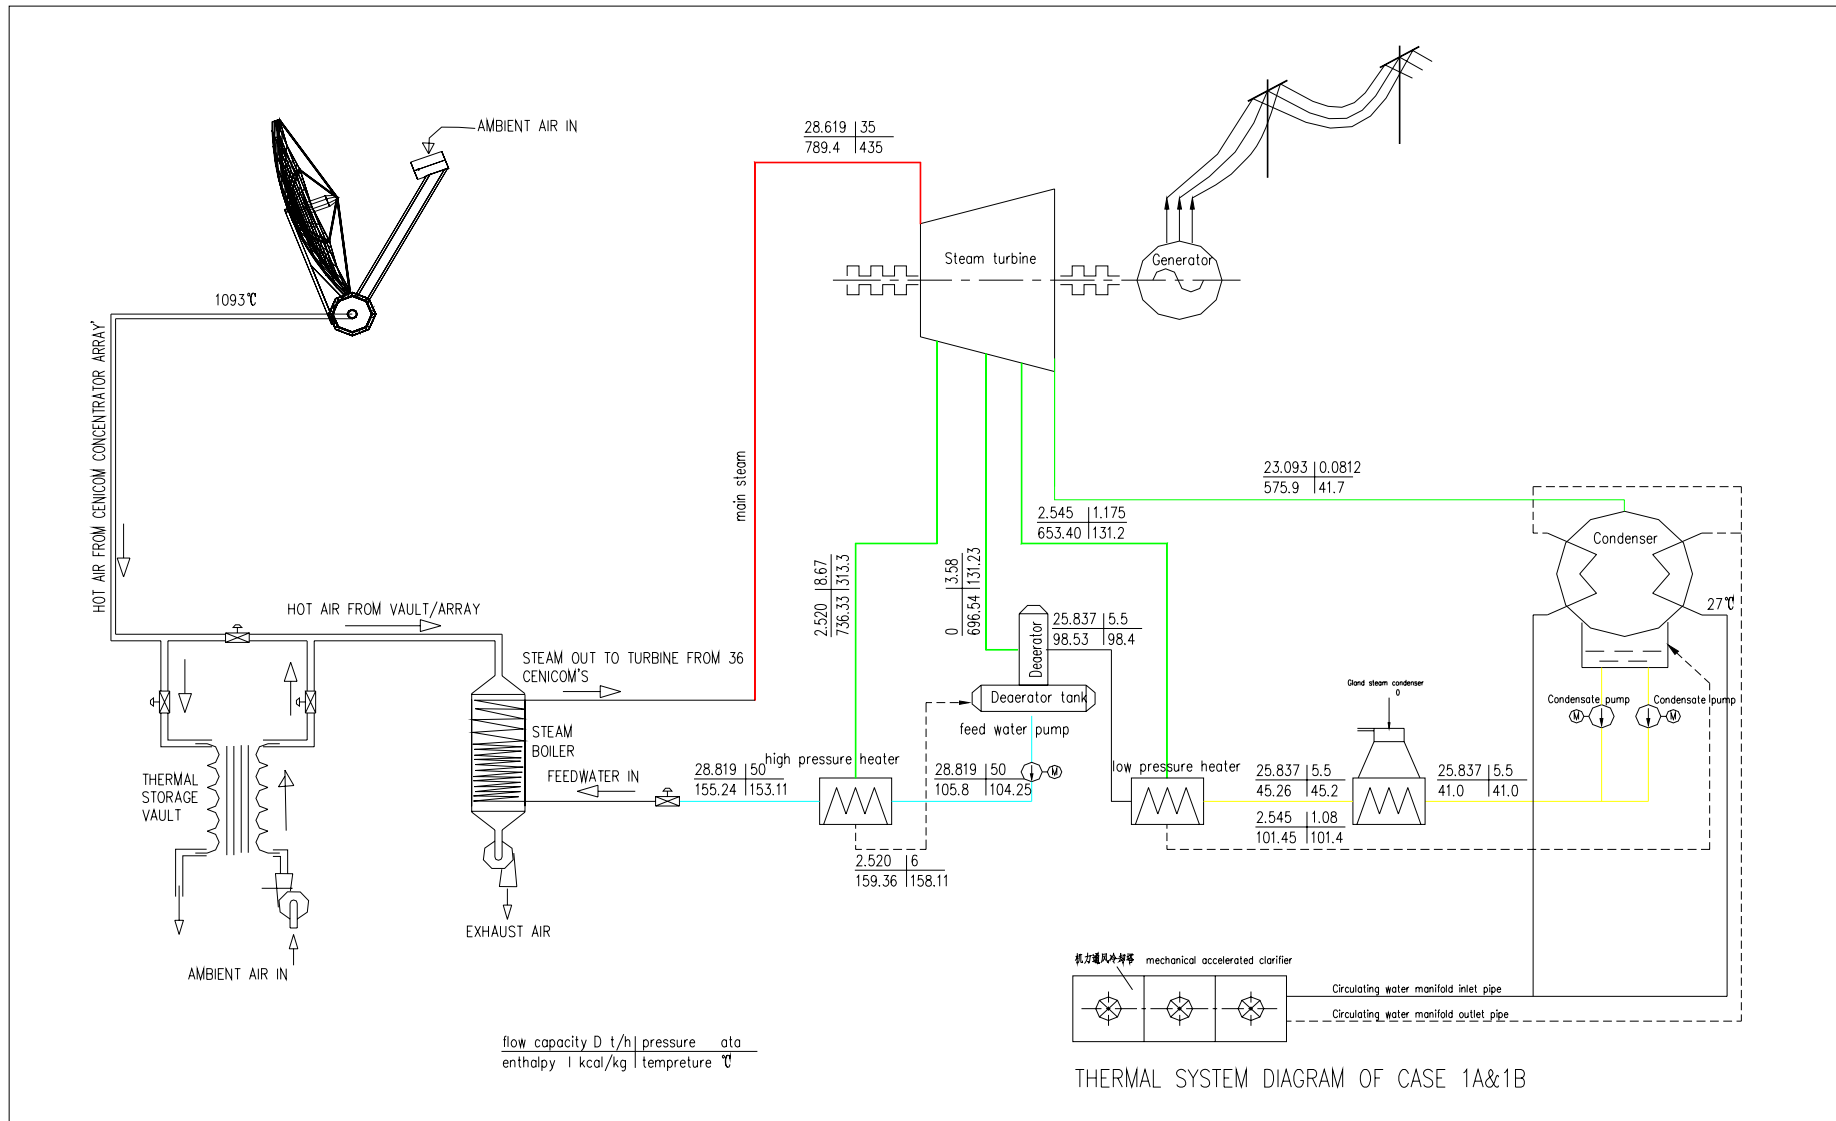 AMBIENT AIR IN
28.619 35
789.4 435
Steam turbine
Generator
1093℃
HOT AIR FROM CENICOM CONCENTRATOR ARRAY'
main steam
23.093 0.0812
575.9 41.7
2.545 1.175
653.40 131.2
Condenser
27℃
2.520 8.67
736.33 313.3
0 3.58
696.54 131.23
HOT AIR FROM VAULT/ARRAY
Deaerator
25.837 5.5
98.53 98.4
STEAM OUT TO TURBINE FROM 36
CENICOM'S
Deaerator tank
feed water pump
Gland steam condenser
0
Condensate pump
Condensate pump
M
M
STEAM
BOILER
THERMAL
STORAGE
VAULT
FEEDWATER IN
high pressure heater
28.819 50
155.24 153.11
28.819 50
105.8 104.25
M
low pressure heater
25.837 5.5
45.26 45.2
25.837 5.5
41.0 41.0
2.545 1.08
101.45 101.4
2.520 6
159.36 158.11
EXHAUST AIR
AMBIENT AIR IN
机力通风冷却塔 mechanical accelerated clarifier
Circulating water manifold inlet pipe
Circulating water manifold outlet pipe
flow capacity D t/h pressure ata
enthalpy I kcal/kg tempreture ℃
THERMAL SYSTEM DIAGRAM OF CASE 1A&1B